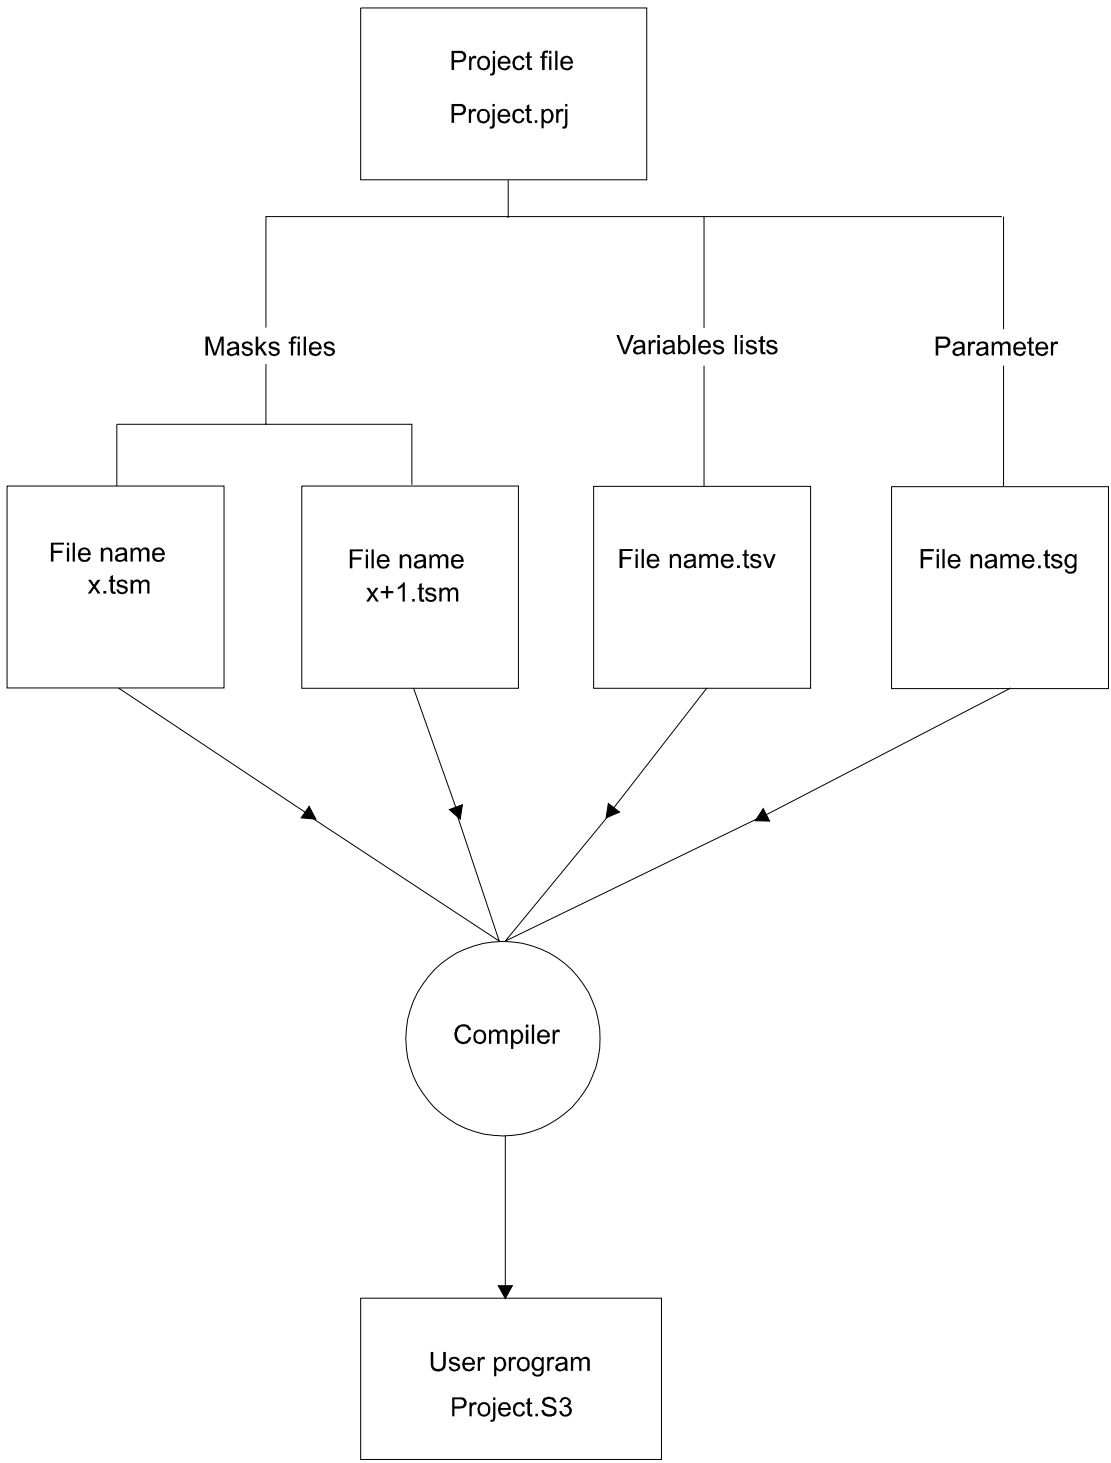 Project file
Project.prj
Masks files
Variables lists
Parameter
File name
x.tsm
File name
x+1.tsm
File name.tsv
File name.tsg
Compiler
User program
Project.S3